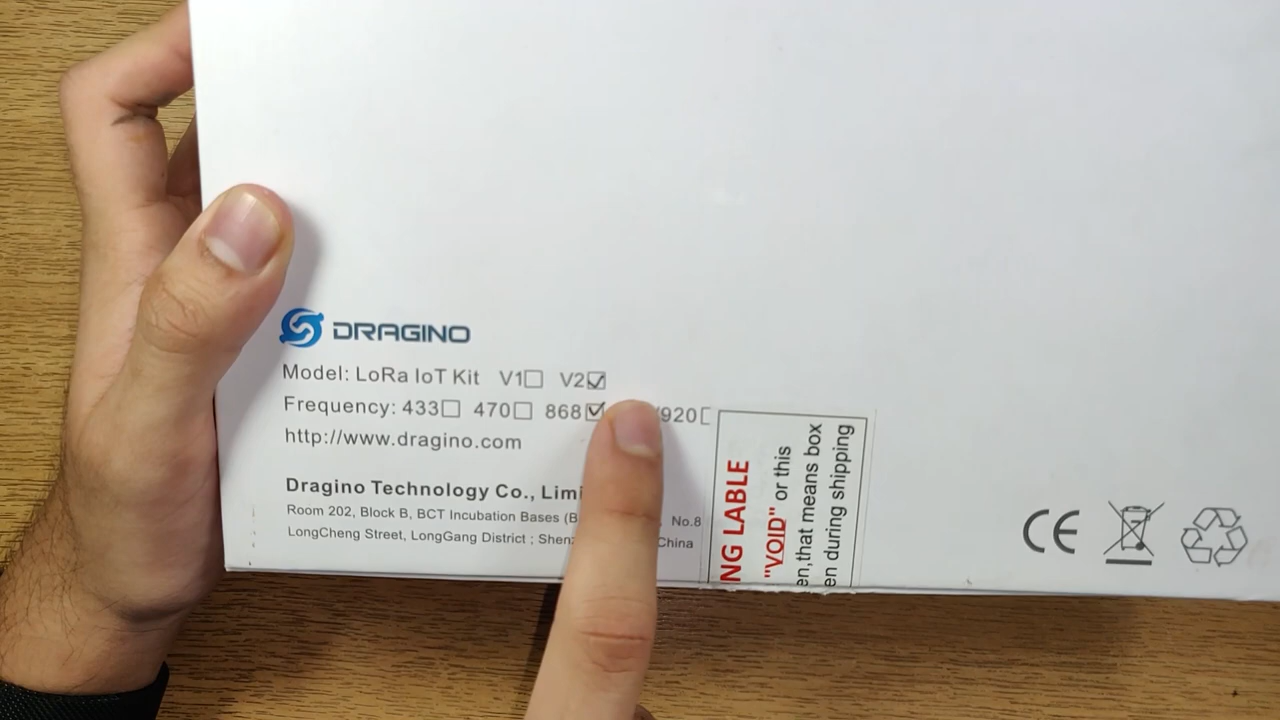 DRAGINO
Model: LoRa IoT Kit V1☐ V2☑
Frequency: 433☐ 470☐ 868☑ /920☐
http://www.dragino.com
Dragino Technology Co., Limi
Room 202, Block B, BCT Incubation Bases (B No.8
LongCheng Street, LongGang District ; Shen China
NG LABLE
"VOID" or this
en,that means box
en during shipping
CE